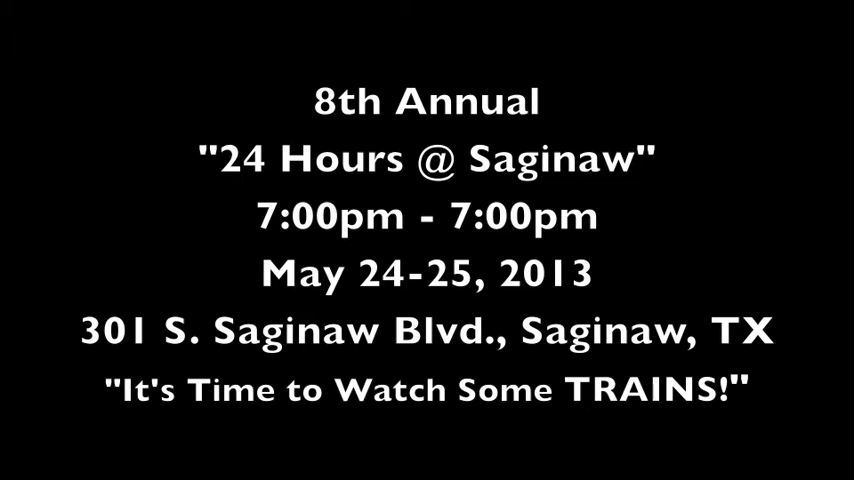 8th Annual
"24 Hours @ Saginaw"
7:00pm - 7:00pm
May 24-25, 2013
301 S. Saginaw Blvd., Saginaw, TX
"It's Time to Watch Some TRAINS!"